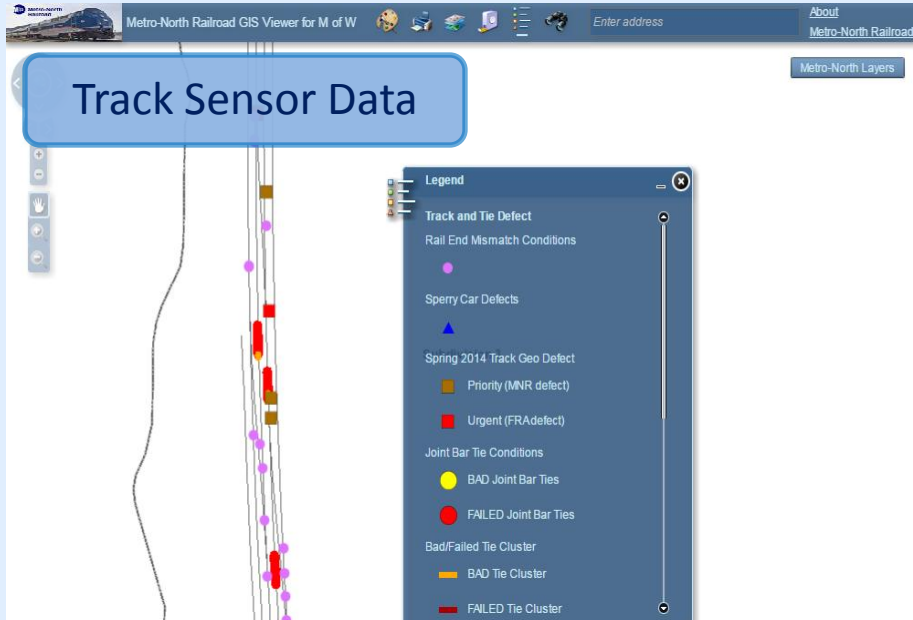 METRO-NORTH
RAILROAD
Metro-North Railroad GIS Viewer for M of W
Enter address
About
Metro-North Railroad
Metro-North Layers
Track Sensor Data
Legend
Track and Tie Defect
Rail End Mismatch Conditions
Sperry Car Defects
Spring 2014 Track Geo Defect
Priority (MNR defect)
Urgent (FRAdefect)
Joint Bar Tie Conditions
BAD Joint Bar Ties
FAILED Joint Bar Ties
Bad/Failed Tie Cluster
BAD Tie Cluster
FAILED Tie Cluster